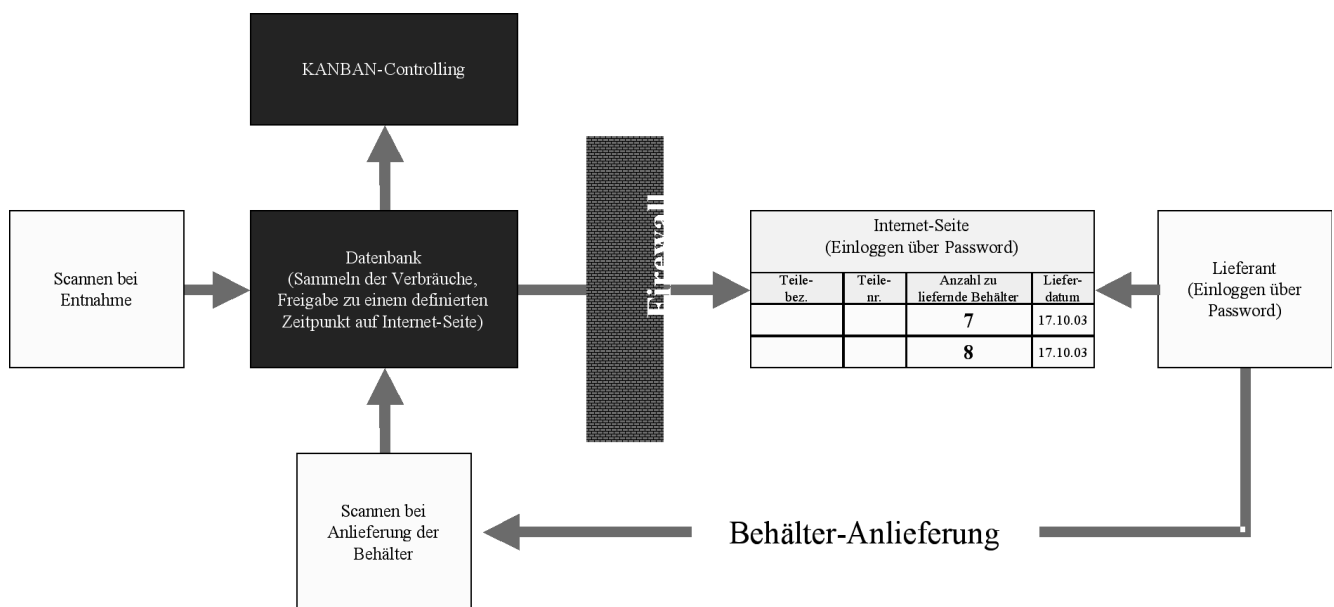 KANBAN-Controlling
Scannen bei
Entnahme
Datenbank
(Sammeln der Verbräuche,
Freigabe zu einem definierten
Zeitpunkt auf Internet-Seite)
Firewall
Internet-Seite
(Einloggen über Password)
Teile-
bez.
Teile-
nr.
Anzahl zu
liefernde Behälter
Liefer-
datum
7
17.10.03
8
17.10.03
Lieferant
(Einloggen über
Password)
Scannen bei
Anlieferung der
Behälter
Behälter-Anlieferung